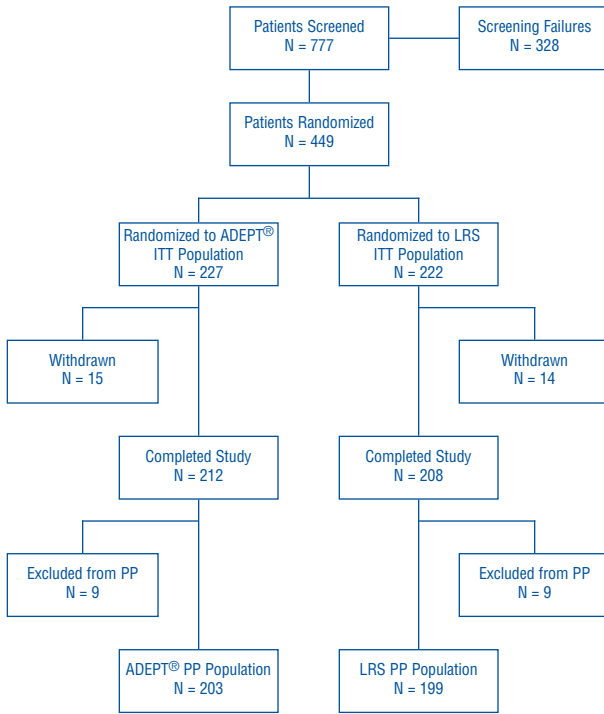 Patients Screened
N = 777
Screening Failures
N = 328
Patients Randomized
N = 449
Randomized to ADEPT®
ITT Population
N = 227
Randomized to LRS
ITT Population
N = 222
Withdrawn
N = 15
Withdrawn
N = 14
Completed Study
N = 212
Completed Study
N = 208
Excluded from PP
N = 9
Excluded from PP
N = 9
ADEPT® PP Population
N = 203
LRS PP Population
N = 199